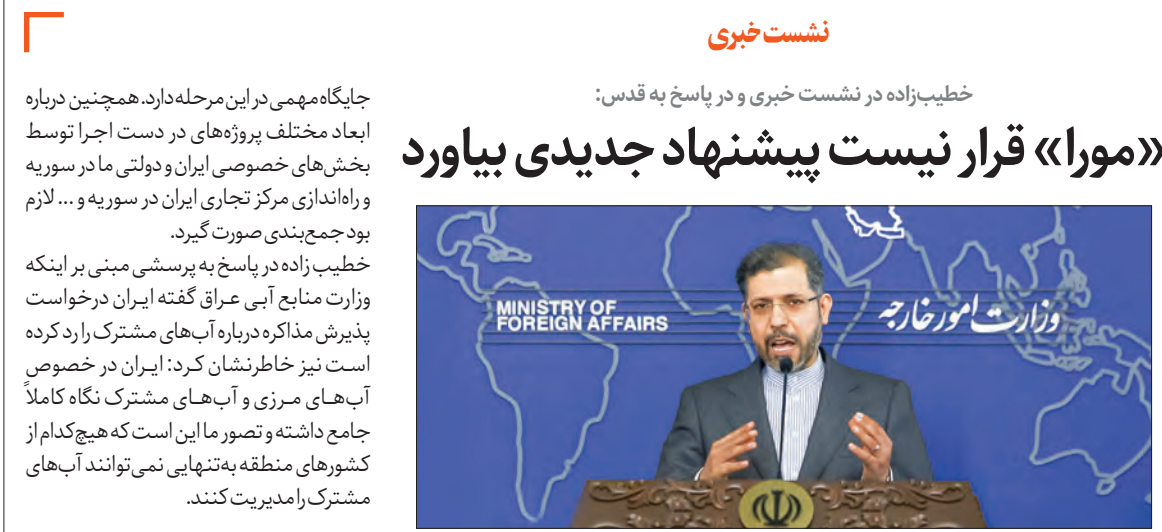 نشست خبری
خطیب‌زاده در نشست خبری و در پاسخ به قدس:
«مورا» قرار نیست پیشنهاد جدیدی بیاورد
MINISTRY OF
FOREIGN AFFAIRS
وزارت امور خارجه
جایگاه مهمی در این مرحله دارد. همچنین درباره
ابعاد مختلف پروژه‌های در دست اجرا توسط
بخش‌های خصوصی ایران و دولتی ما در سوریه
و راه‌اندازی مرکز تجاری ایران در سوریه و ... لازم
بود جمع‌بندی صورت گیرد.
خطیب زاده در پاسخ به پرسشی مبنی بر اینکه
وزارت منابع آبی عراق گفته ایران درخواست
پذیرش مذاکره درباره آب‌های مشترک را رد کرده
است نیز خاطرنشان کرد: ایران در خصوص
آب‌های مرزی و آب‌های مشترک نگاه کاملاً
جامع داشته و تصور ما این است که هیچ‌کدام از
کشورهای منطقه به‌تنهایی نمی‌توانند آب‌های
مشترک را مدیریت کنند.